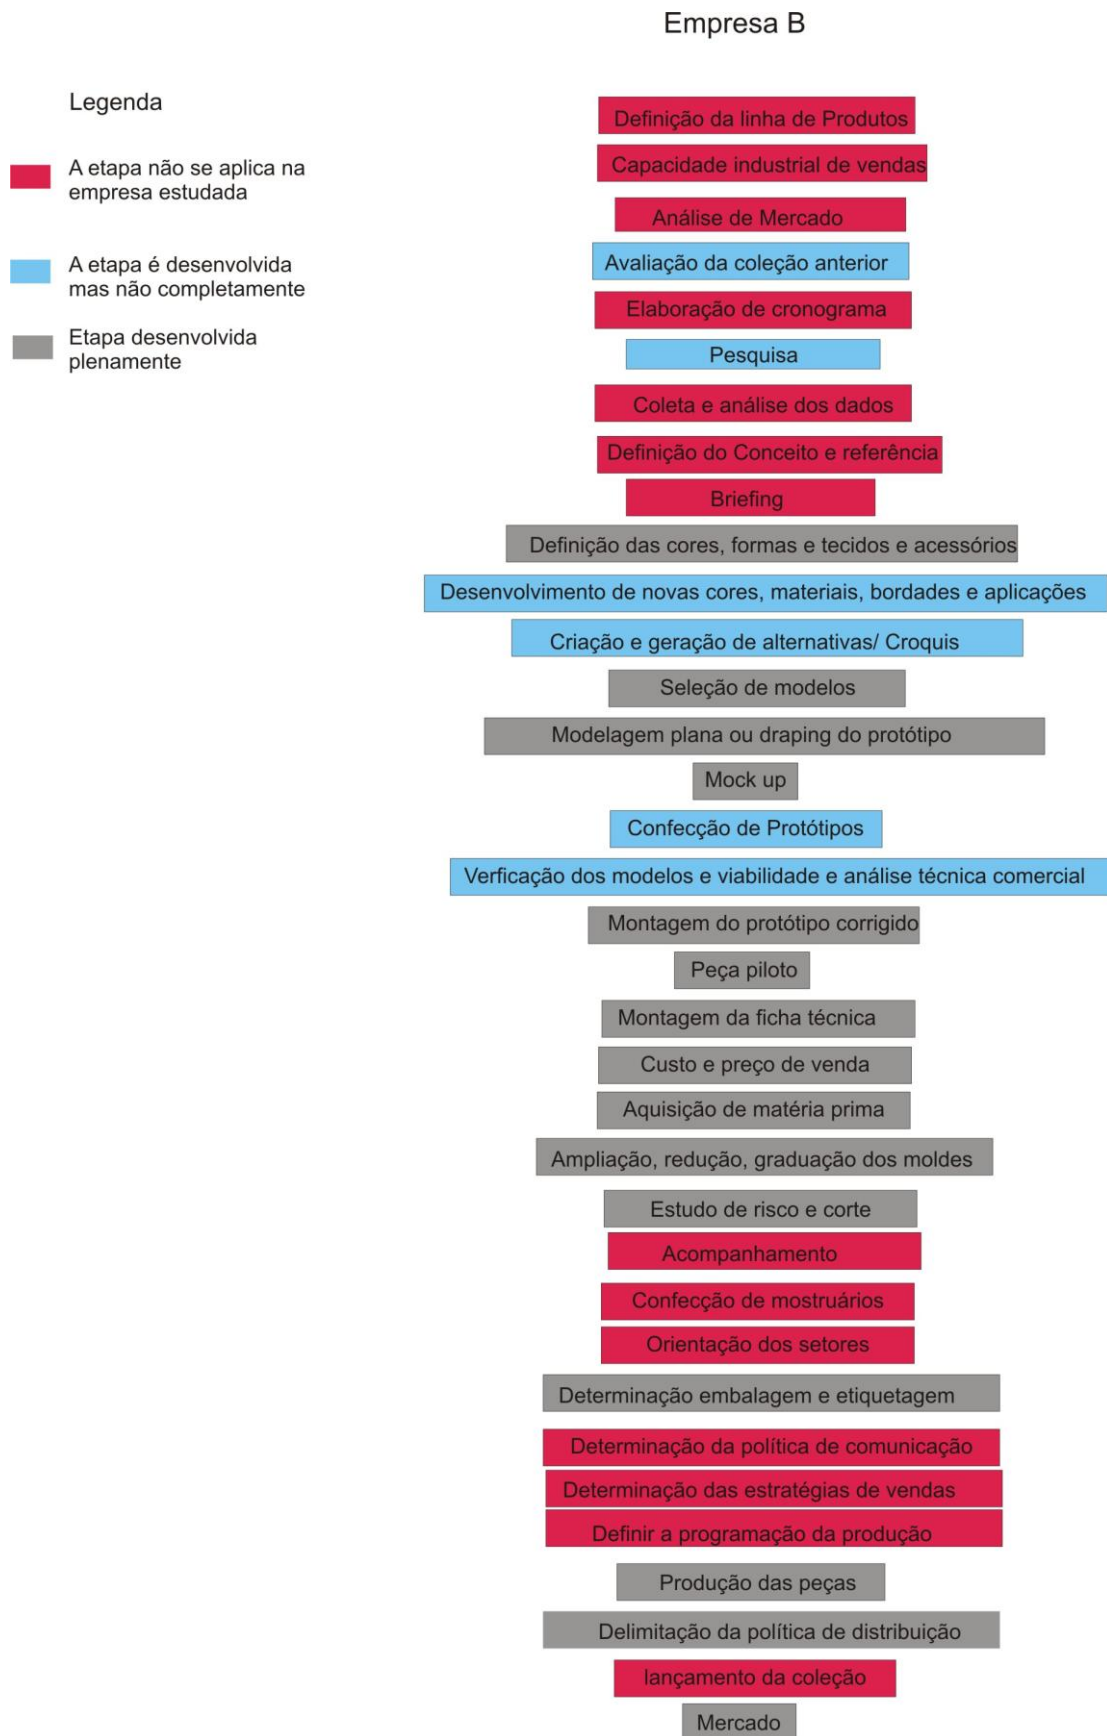 Empresa B
Legenda
A etapa não se aplica na
empresa estudada
A etapa é desenvolvida
mas não completamente
Etapa desenvolvida
plenamente
Definição da linha de Produtos
Capacidade industrial de vendas
Análise de Mercado
Avaliação da coleção anterior
Elaboração de cronograma
Pesquisa
Coleta e análise dos dados
Definição do Conceito e referência
Briefing
Definição das cores, formas e tecidos e acessórios
Desenvolvimento de novas cores, materiais, bordades e aplicações
Criação e geração de alternativas/ Croquis
Seleção de modelos
Modelagem plana ou draping do protótipo
Mock up
Confecção de Protótipos
Verficação dos modelos e viabilidade e análise técnica comercial
Montagem do protótipo corrigido
Peça piloto
Montagem da ficha técnica
Custo e preço de venda
Aquisição de matéria prima
Ampliação, redução, graduação dos moldes
Estudo de risco e corte
Acompanhamento
Confecção de mostruários
Orientação dos setores
Determinação embalagem e etiquetagem
Determinação da política de comunicação
Determinação das estratégias de vendas
Definir a programação da produção
Produção das peças
Delimitação da política de distribuição
lançamento da coleção
Mercado